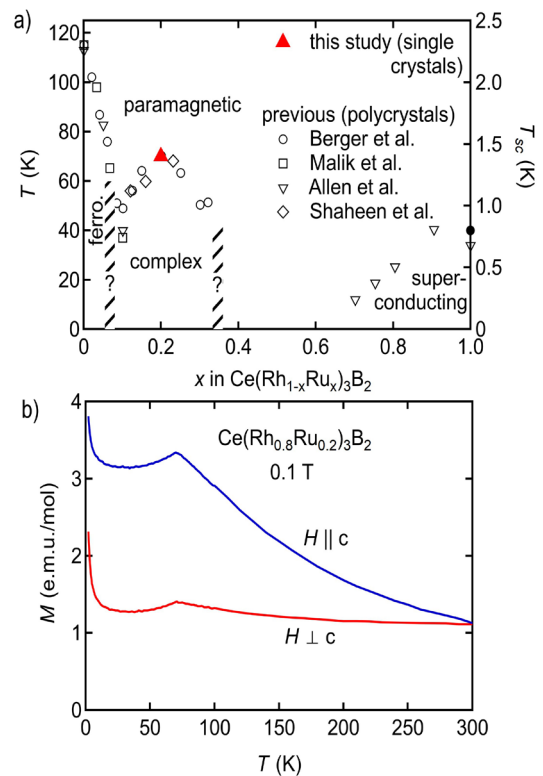 a)
120
100
80
60
40
20
0
T (K)
2.5
2.0
1.5
1.0
0.5
0
T_sc (K)
this study (single
crystals)
paramagnetic
previous (polycrystals)
Berger et al.
Malik et al.
Allen et al.
Shaheen et al.
ferro.
?
complex
?
super-
conducting
0.0 0.2 0.4 0.6 0.8 1.0
x in Ce(Rh₁₋ₓRuₓ)₃B₂
b)
4
3
2
1
0
M (e.m.u./mol)
Ce(Rh₀.₈Ru₀.₂)₃B₂
0.1 T
H || c
H ⊥ c
0 50 100 150 200 250 300
T (K)